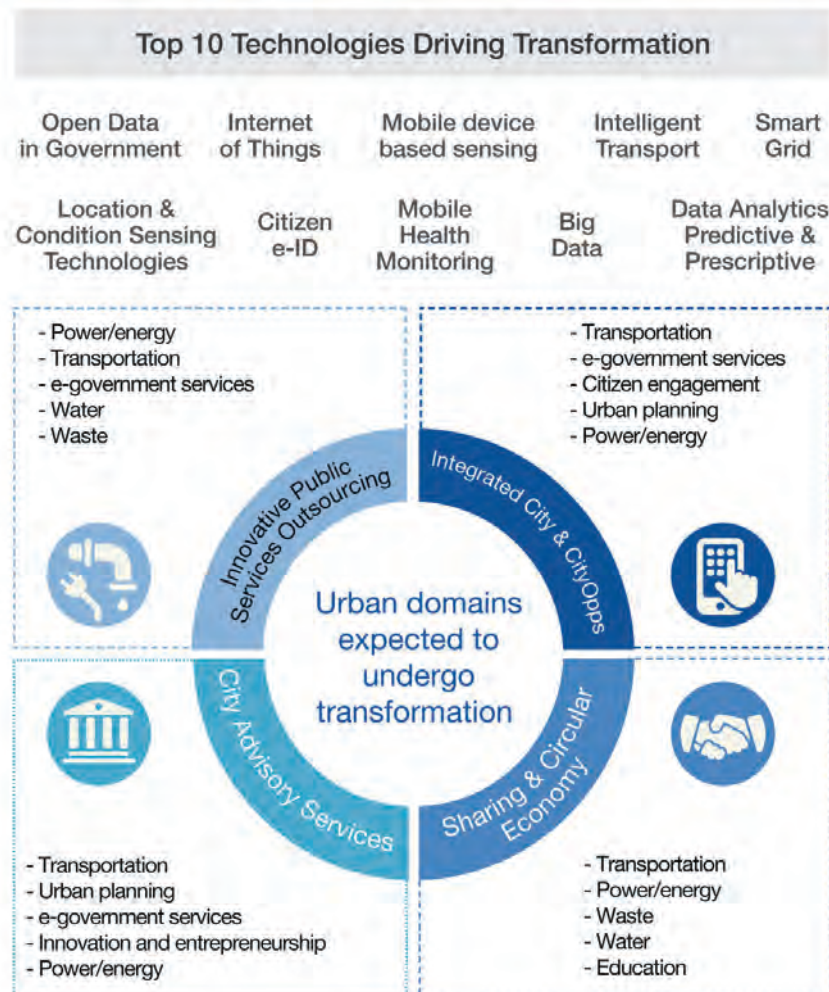 Top 10 Technologies Driving Transformation
Open Data
in Government
Internet
of Things
Mobile device
based sensing
Intelligent
Transport
Smart
Grid
Location &
Condition Sensing
Technologies
Citizen
e-ID
Mobile
Health
Monitoring
Big
Data
Data Analytics
Predictive &
Prescriptive
- Power/energy
- Transportation
- e-government services
- Water
- Waste
- Transportation
- e-government services
- Citizen engagement
- Urban planning
- Power/energy
Innovative Public
Services Outsourcing
Integrated City & CityOpps
Urban domains
expected to
undergo
transformation
City Advisory Services
Sharing & Circular
Economy
- Transportation
- Urban planning
- e-government services
- Innovation and entrepreneurship
- Power/energy
- Transportation
- Power/energy
- Waste
- Water
- Education